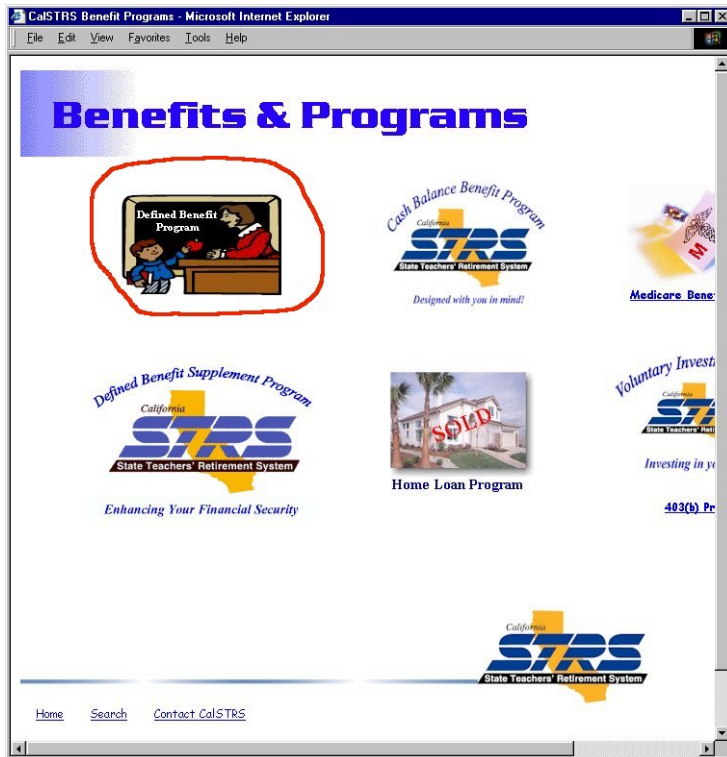 CalSTRS Benefit Programs - Microsoft Internet Explorer
File Edit View Favorites Tools Help
Benefits & Programs
Defined Benefit
Program
Cash Balance Benefit Program
California
STRS
State Teachers' Retirement System
Designed with you in mind!
M
Medicare Bene
Defined Benefit Supplement Program
California
STRS
State Teachers' Retirement System
Enhancing Your Financial Security
SOLD
Home Loan Program
Voluntary Investm
California
STR
State Teachers' Reti
Investing in yo
403(b) Pr
California
STRS
State Teachers' Retirement System
Home Search Contact CalSTRS